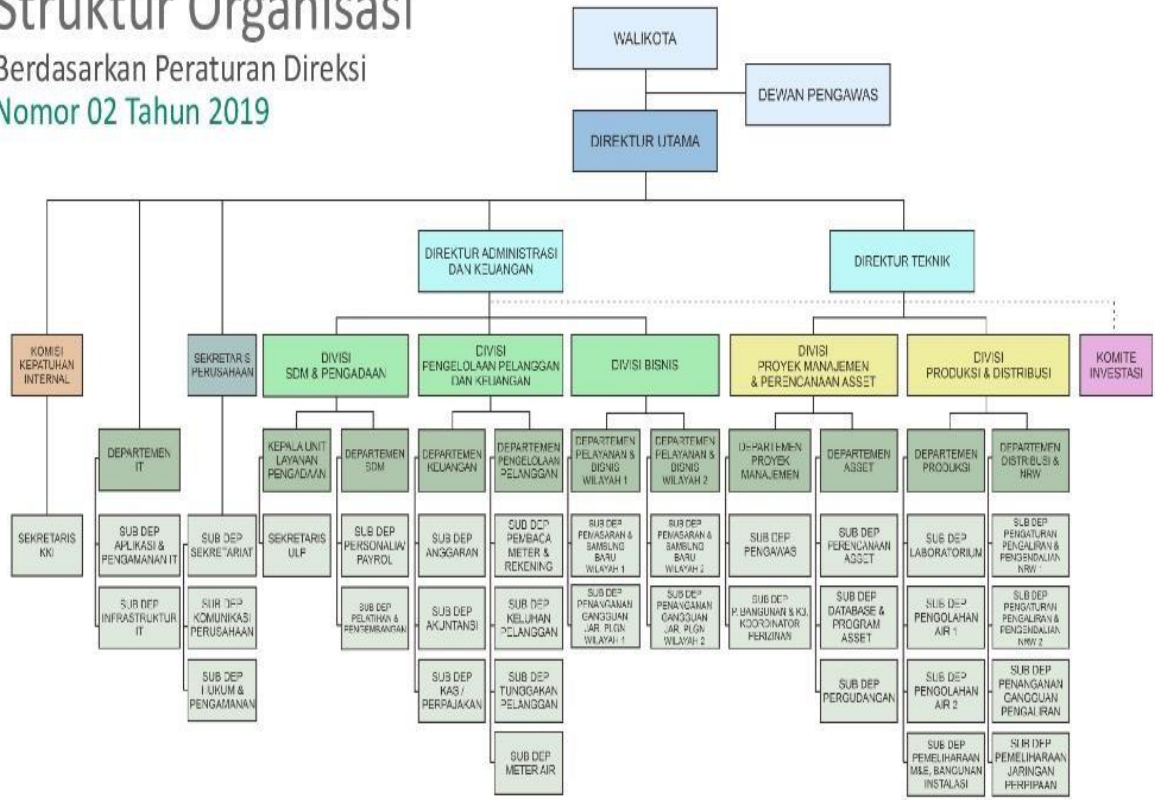 Struktur Organisasi
Berdasarkan Peraturan Direksi
Nomor 02 Tahun 2019
WALIKOTA
DEWAN PENGAWAS
DIREKTUR UTAMA
DIREKTUR ADMINISTRASI
DAN KEUANGAN
DIREKTUR TEKNIK
KOMISI
KEPATUHAN
INTERNAL
SEKRETARIS
PERUSAHAAN
DIVISI
SDM & PENGADAAN
DIVISI
PENGELOLAAN PELANGGAN
DAN KEUANGAN
DIVISI BISNIS
DIVISI
PROYEK MANAJEMEN
& PERENCANAAN ASSET
DIVISI
PRODUKSI & DISTRIBUSI
KOMITE
INVESTASI
DEPARTEMEN
IT
KEPALA UNIT
LAYANAN
PENGADAAN
DEPARTEMEN
SDM
DEPARTEMEN
KEUANGAN
DEPARTEMEN
PENGELOLAAN
PELANGGAN
DEPARTEMEN
PELAYANAN &
BISNIS
WILAYAH 1
DEPARTEMEN
PELAYANAN &
BISNIS
WILAYAH 2
DEPARTEMEN
PROYEK
MANAJEMEN
DEPARTEMEN
ASSET
DEPARTEMEN
PRODUKSI
DEPARTEMEN
DISTRIBUSI &
NRW
SEKRETARIS
KKI
SUB DEP
APLIKASI &
PENGAMANAN IT
SUB DEP
SEKRETARIAT
SEKRETARIS
ULP
SUB DEP
PERSONALIA/
PAYROL
SUB DEP
ANGGARAN
SUB DEP
PEMBACA
METER &
REKENING
SUB DEP
PEMASARAN &
SAMBUNG
BARU
WILAYAH 1
SUB DEP
PEMASARAN &
SAMBUNG
BARU
WILAYAH 2
SUB DEP
PENGAWAS
SUB DEP
PERENCANAAN
ASSET
SUB DEP
LABORATORIUM
SUB DEP
PENGATURAN
PENGALIRAN &
PENGENDALIAN
NRW 1
SUB DEP
INFRASTRUKTUR
IT
SUB DEP
KOMUNIKASI
PERUSAHAAN
SUB DEP
PELATIHAN &
PENGEMBANGAN
SUB DEP
AKUNTANSI
SUB DEP
KELUHAN
PELANGGAN
SUB DEP
PENANGANAN
GANGGUAN
JAR. PLGN
WILAYAH 1
SUB DEP
PENANGANAN
GANGGUAN
JAR. PLGN
WILAYAH 2
SUB DEP
P. BANGUNAN & K3,
KOORDINATOR
PERIZINAN
SUB DEP
DATABASE &
PROGRAM
ASSET
SUB DEP
PENGOLAHAN
AIR 1
SUB DEP
PENGATURAN
PENGALIRAN &
PENGENDALIAN
NRW 2
SUB DEP
HUKUM &
PENGAMANAN
SUB DEP
KAS /
PERPAJAKAN
SUB DEP
TUNGGAKAN
PELANGGAN
SUB DEP
PERGUDANGAN
SUB DEP
PENGOLAHAN
AIR 2
SUB DEP
PENANGANAN
GANGGUAN
PENGALIRAN
SUB DEP
METER AIR
SUB DEP
PEMELIHARAAN
M&E, BANGUNAN
INSTALASI
SUB DEP
PEMELIHARAAN
JARINGAN
PERPIPAAN